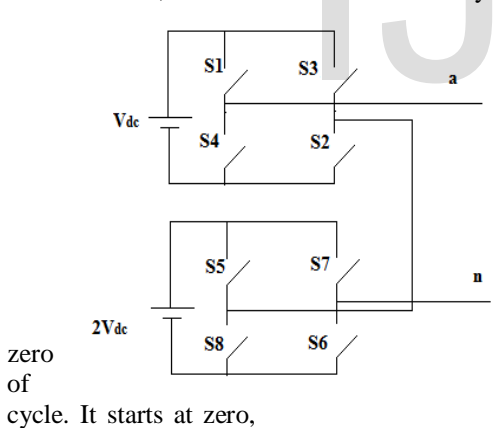 S1
S3
a
Vdc
S4
S2
S5
S7
n
2Vdc
S8
S6
zero
of
cycle. It starts at zero,